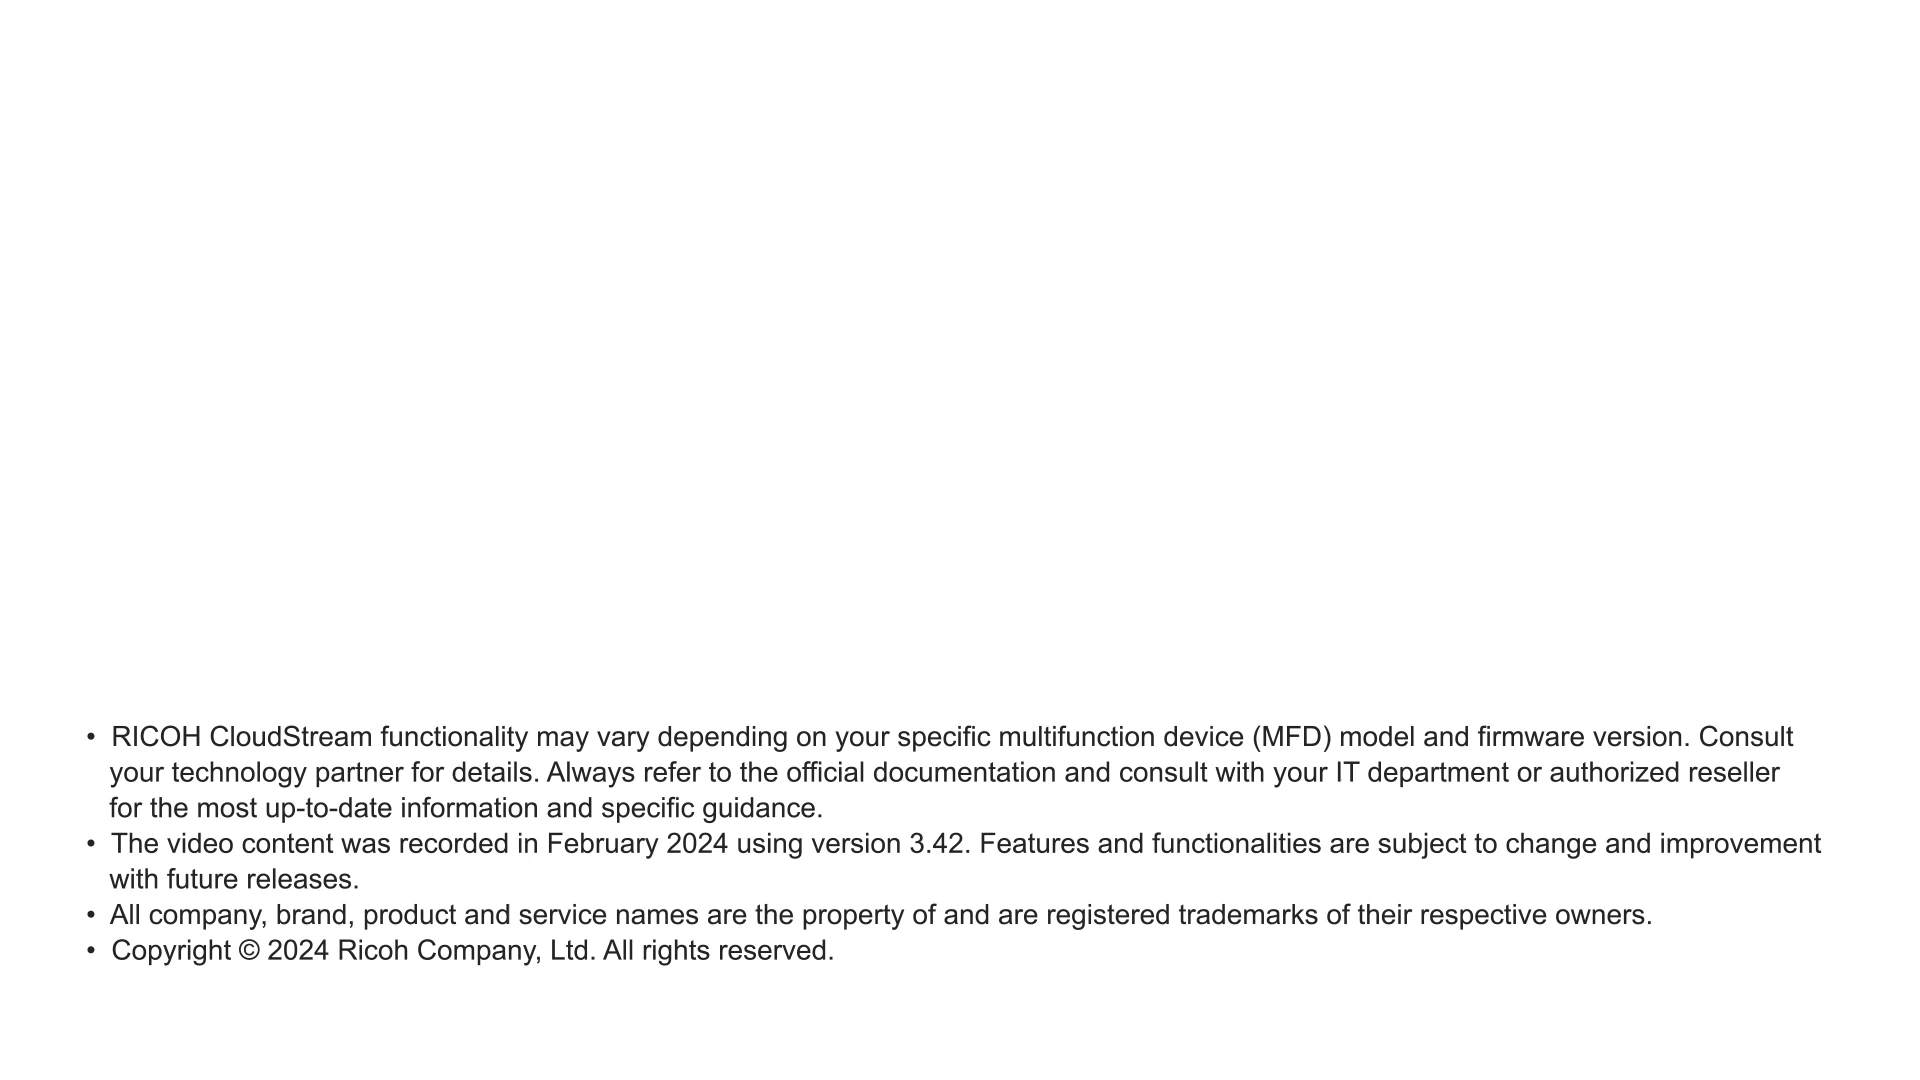 • RICOH CloudStream functionality may vary depending on your specific multifunction device (MFD) model and firmware version. Consult
your technology partner for details. Always refer to the official documentation and consult with your IT department or authorized reseller
for the most up-to-date information and specific guidance.
• The video content was recorded in February 2024 using version 3.42. Features and functionalities are subject to change and improvement
with future releases.
• All company, brand, product and service names are the property of and are registered trademarks of their respective owners.
• Copyright © 2024 Ricoh Company, Ltd. All rights reserved.